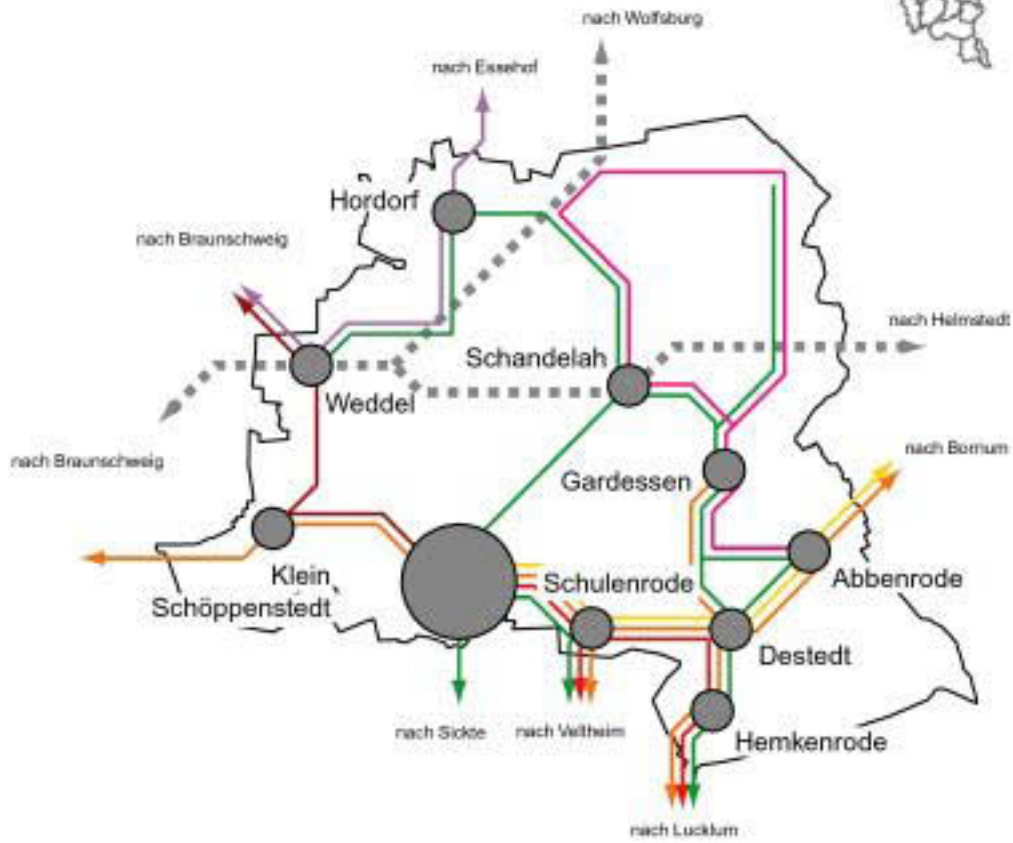 nach Wolfsburg
nach Essehof
Hordorf
nach Braunschweig
nach Helmstedt
Schandelah
Weddel
nach Braunschweig
nach Bornum
Gardessen
Klein
Schöppenstedt
Schulenrode
Abbenrode
Destedt
nach Sickte
nach Veltheim
Hemkenrode
nach Lucklum